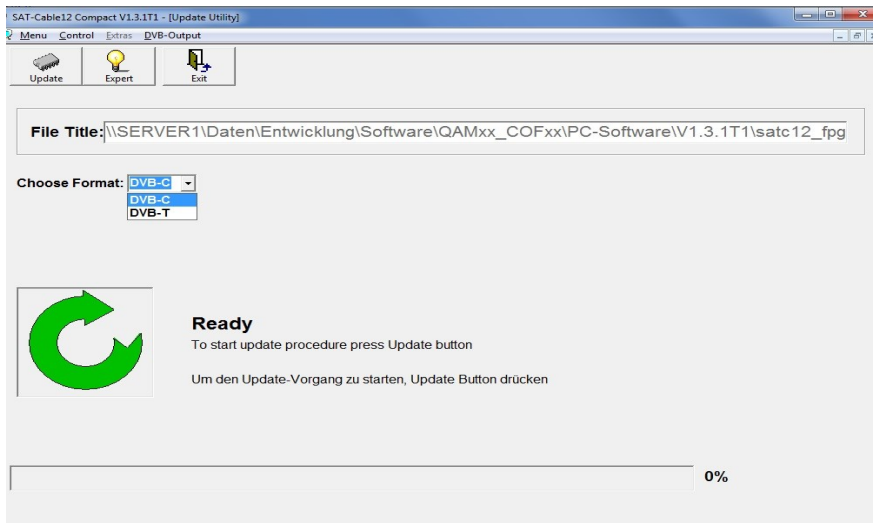 SAT-Cable12 Compact V1.3.1T1 - [Update Utility]
Menu Control Extras DVB-Output
Update Expert Exit
File Title: \\SERVER1\Daten\Entwicklung\Software\QAMxx_COFxx\PC-Software\V1.3.1T1\satc12_fpg
Choose Format: DVB-C
DVB-C
DVB-T
Ready
To start update procedure press Update button
Um den Update-Vorgang zu starten, Update Button drücken
0%